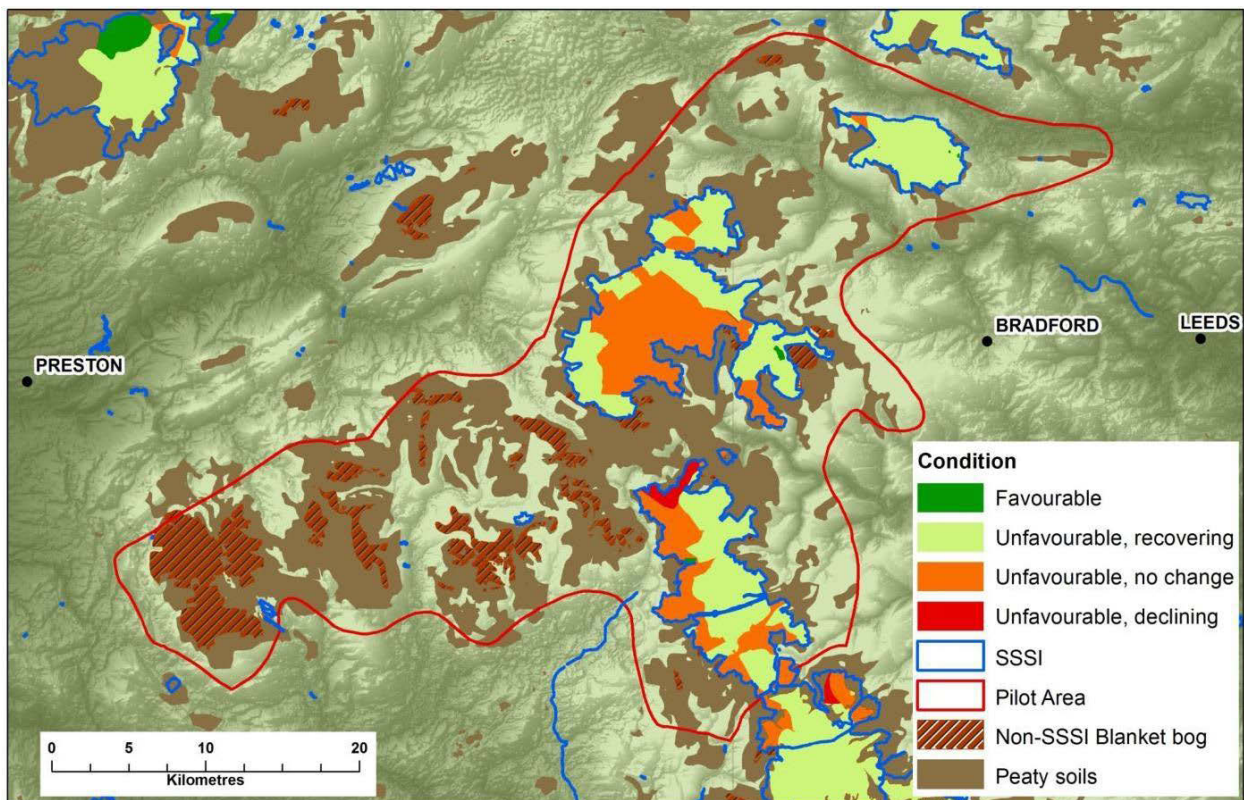 PRESTON
BRADFORD
LEEDS
Condition
Favourable
Unfavourable, recovering
Unfavourable, no change
Unfavourable, declining
SSSI
Pilot Area
Non-SSSI Blanket bog
Peaty soils
0 5 10 20
Kilometres